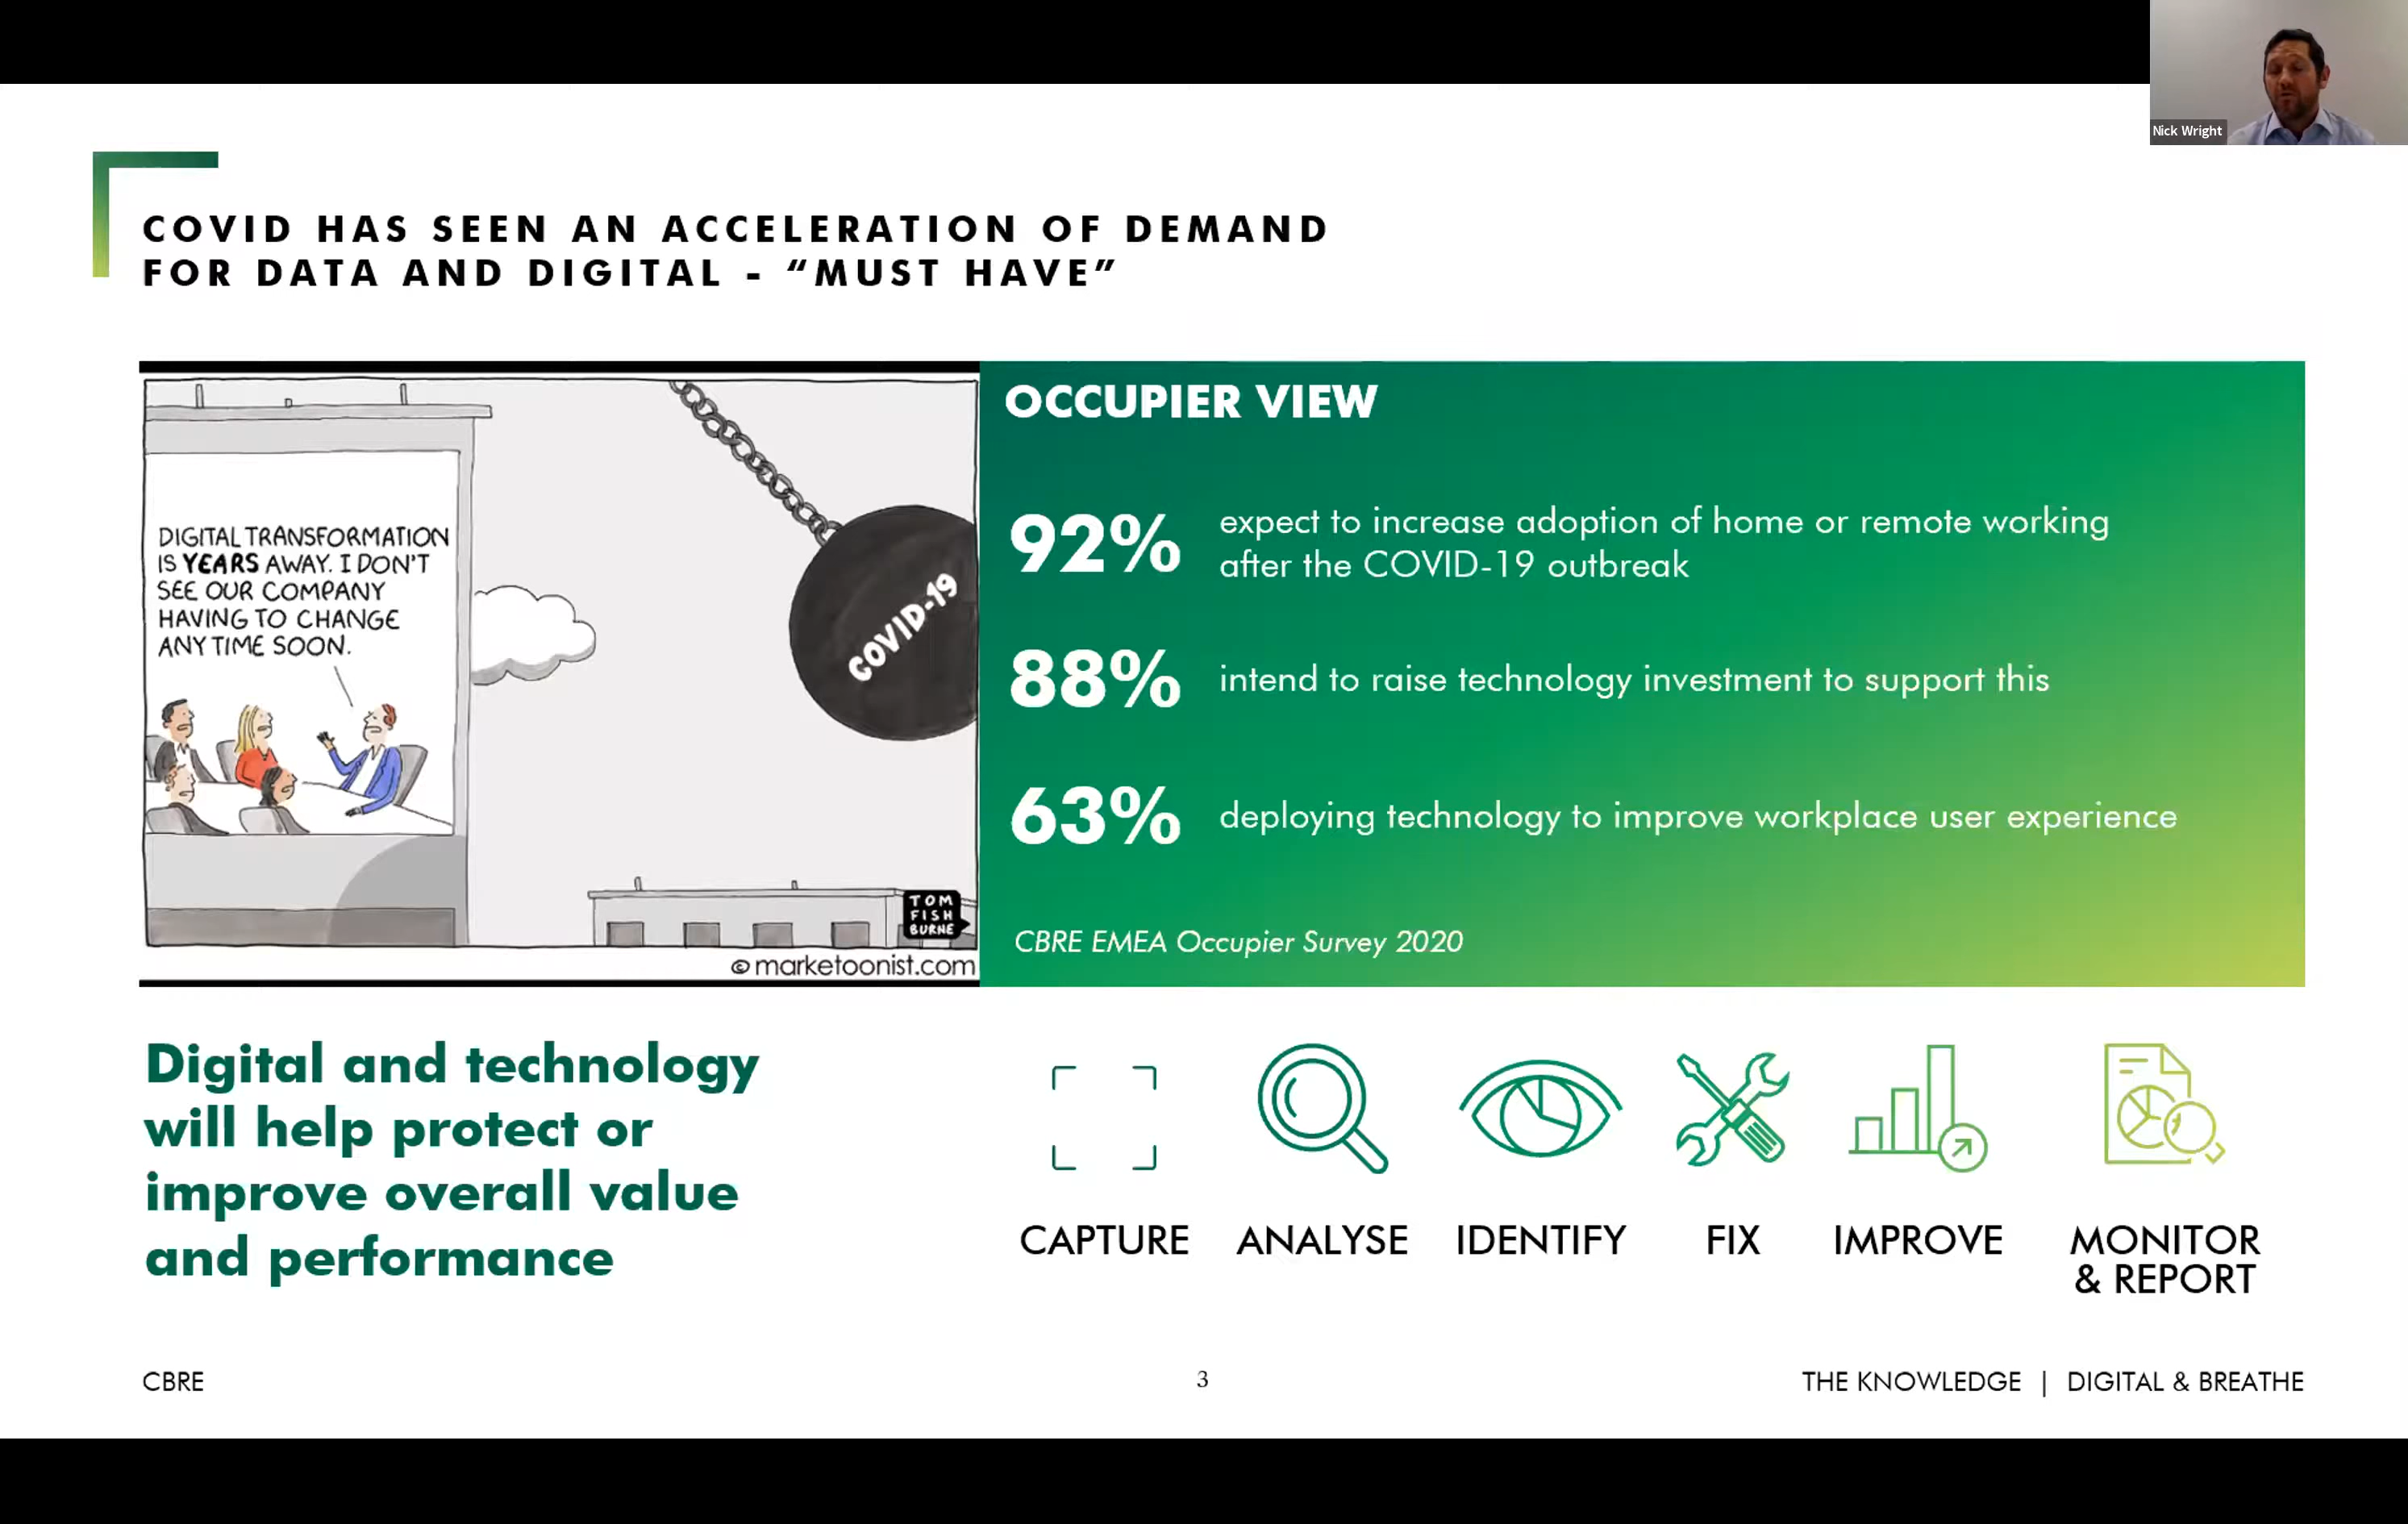 Nick Wright
COVID HAS SEEN AN ACCELERATION OF DEMAND
FOR DATA AND DIGITAL - “MUST HAVE”
DIGITAL TRANSFORMATION
IS YEARS AWAY. I DON'T
SEE OUR COMPANY
HAVING TO CHANGE
ANY TIME SOON.
COVID-19
TOM
FISH
BURNE
© marketoonist.com
OCCUPIER VIEW
92% expect to increase adoption of home or remote working
after the COVID-19 outbreak
88% intend to raise technology investment to support this
63% deploying technology to improve workplace user experience
CBRE EMEA Occupier Survey 2020
Digital and technology
will help protect or
improve overall value
and performance
CAPTURE
ANALYSE
IDENTIFY
FIX
IMPROVE
MONITOR
& REPORT
CBRE
3
THE KNOWLEDGE | DIGITAL & BREATHE